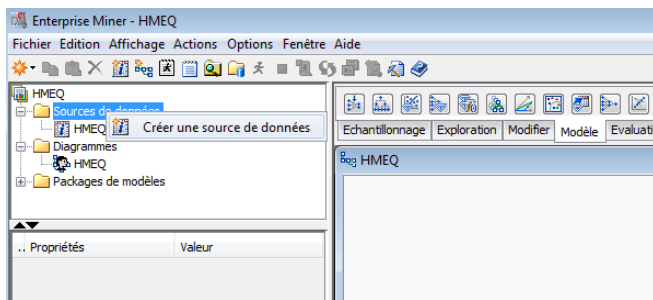 Enterprise Miner - HMEQ
Fichier Edition Affichage Actions Options Fenêtre Aide
HMEQ
Sources de données
HMEQ
Créer une source de données
Diagrammes
HMEQ
Packages de modèles
.. Propriétés Valeur
Echantillonnage Exploration Modifier Modèle Evaluati
HMEQ